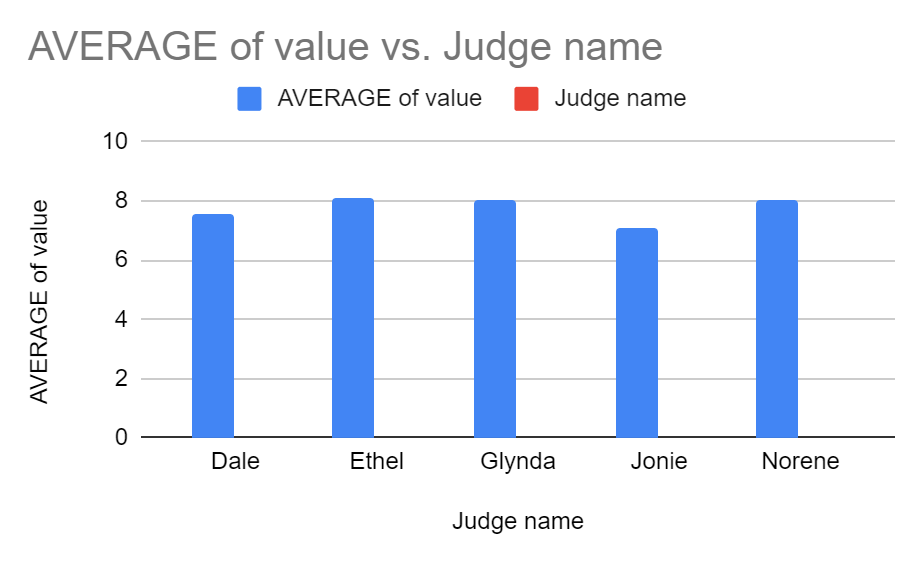 AVERAGE of value vs. Judge name
AVERAGE of value Judge name
10
8
6
4
2
0
AVERAGE of value
Dale Ethel Glynda Jonie Norene
Judge name